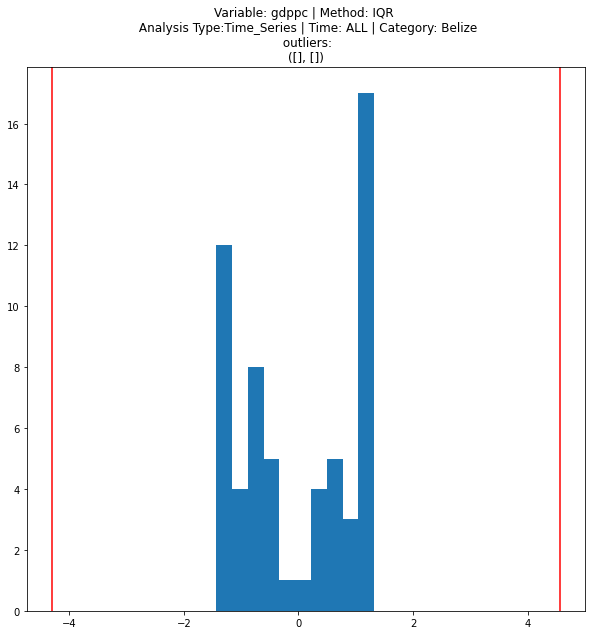 Variable: gdppc | Method: IQR
Analysis Type:Time_Series | Time: ALL | Category: Belize
outliers:
([], [])
16
14
12
10
8
6
4
2
0
−4 −2 0 2 4